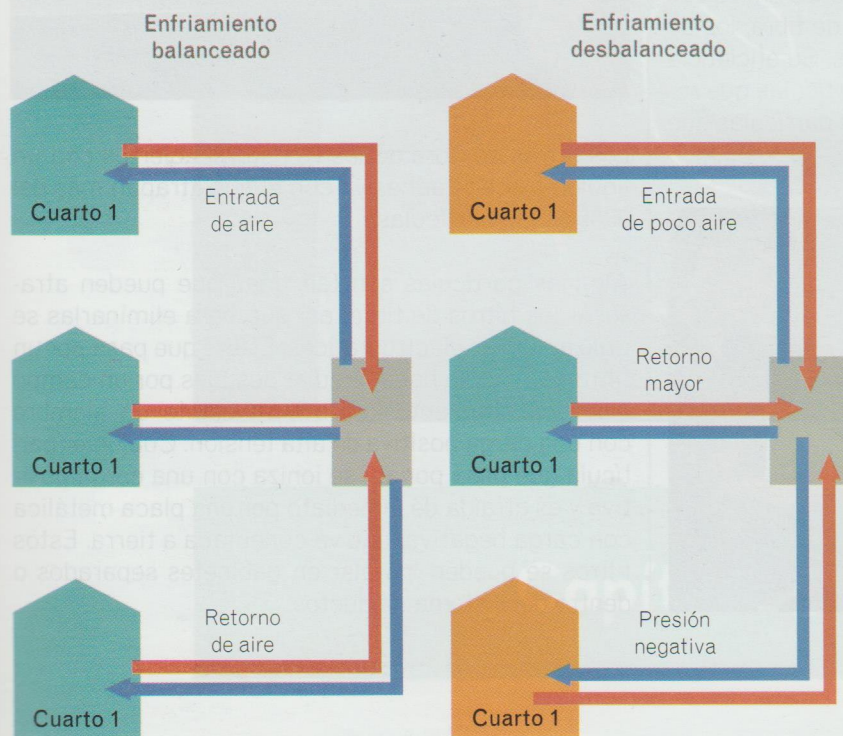 Enfriamiento
balanceado
Enfriamiento
desbalanceado
Cuarto 1
Entrada
de aire
Cuarto 1
Entrada
de poco aire
Cuarto 1
Retorno
mayor
Cuarto 1
Retorno
de aire
Cuarto 1
Presión
negativa
Cuarto 1